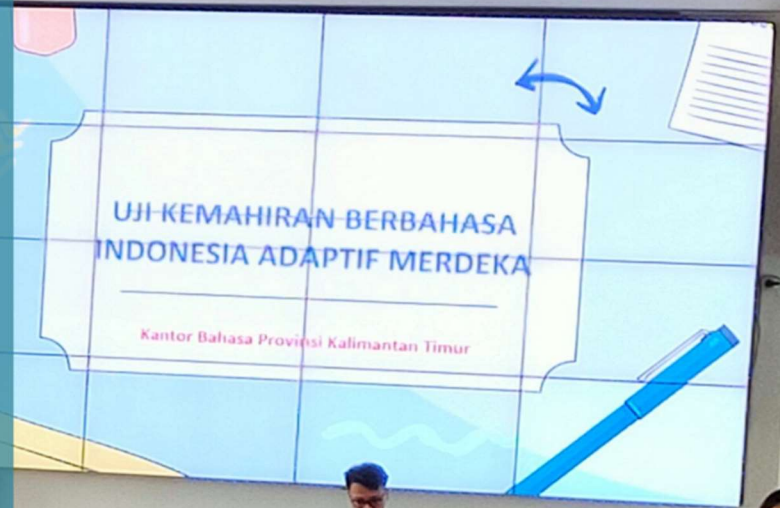 UJI KEMAHIRAN BERBAHASA
INDONESIA ADAPTIF MERDEKA
Kantor Bahasa Provinsi Kalimantan Timur